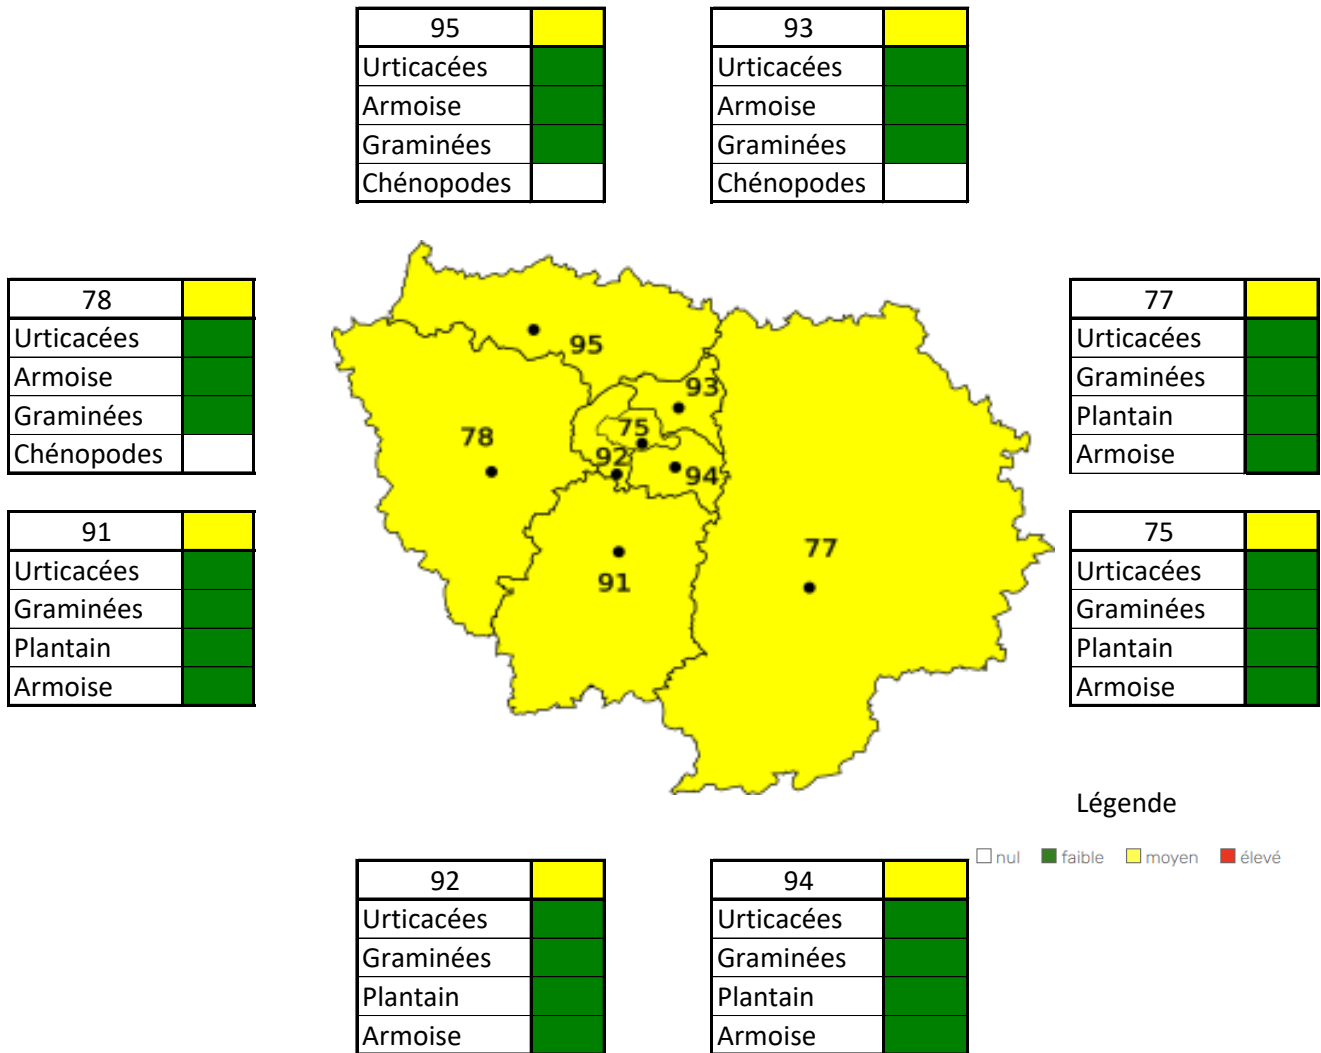 95
Urticacées
Armoise
Graminées
Chénopodes
93
Urticacées
Armoise
Graminées
Chénopodes
78
Urticacées
Armoise
Graminées
Chénopodes
77
Urticacées
Graminées
Plantain
Armoise
95
93
75
78
92
94
77
91
91
Urticacées
Graminées
Plantain
Armoise
75
Urticacées
Graminées
Plantain
Armoise
Légende
nul faible moyen élevé
92
Urticacées
Graminées
Plantain
Armoise
94
Urticacées
Graminées
Plantain
Armoise